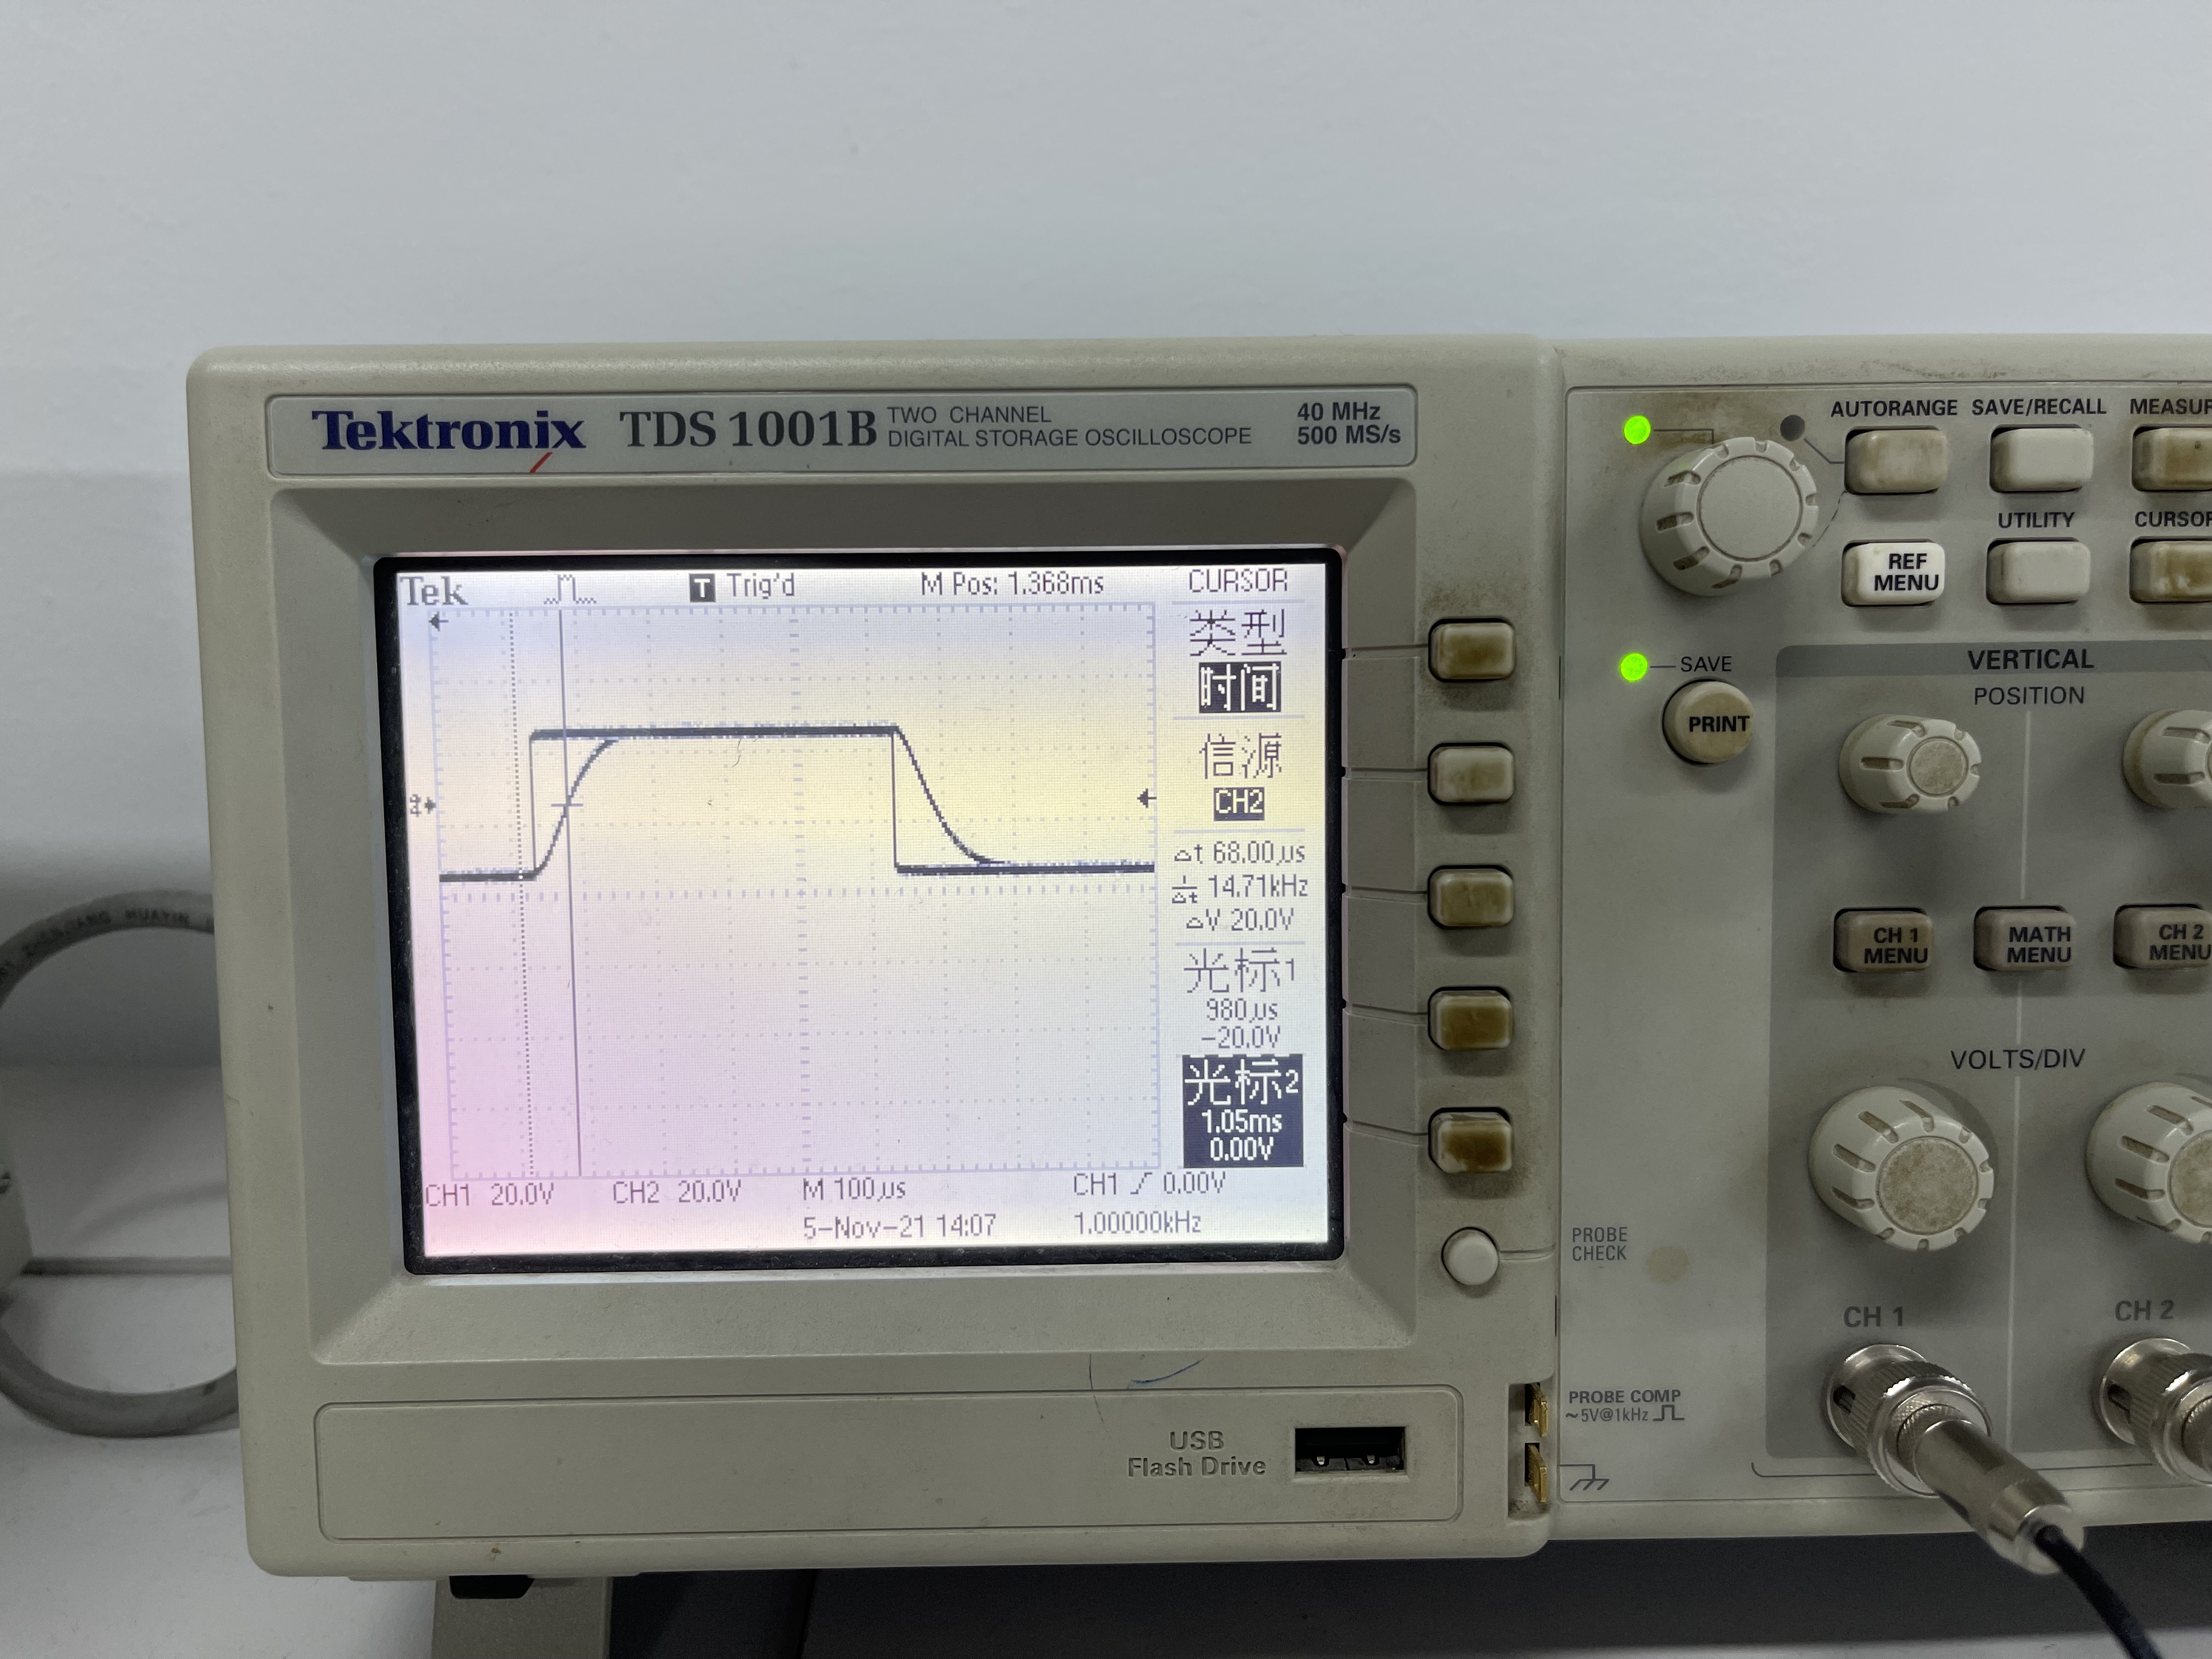 Tektronix TDS 1001B TWO CHANNEL DIGITAL STORAGE OSCILLOSCOPE 40 MHz 500 MS/s
Tek T Trig'd M Pos: 1.368ms CURSOR
类型
时间
信源
CH2
△t 68.00µs
1/△t 14.71kHz
△V 20.0V
光标1
980µs
-20.0V
光标2
1.05ms
0.00V
CH1 20.0V CH2 20.0V M 100µs CH1 0.00V
5-Nov-21 14:07 1.00000kHz
USB
Flash Drive
AUTORANGE SAVE/RECALL MEASUR
UTILITY CURSOR
REF
MENU
SAVE
PRINT
VERTICAL
POSITION
CH 1
MENU
MATH
MENU
CH 2
MENU
VOLTS/DIV
PROBE
CHECK
CH 1 CH 2
PROBE COMP
~5V@1kHz